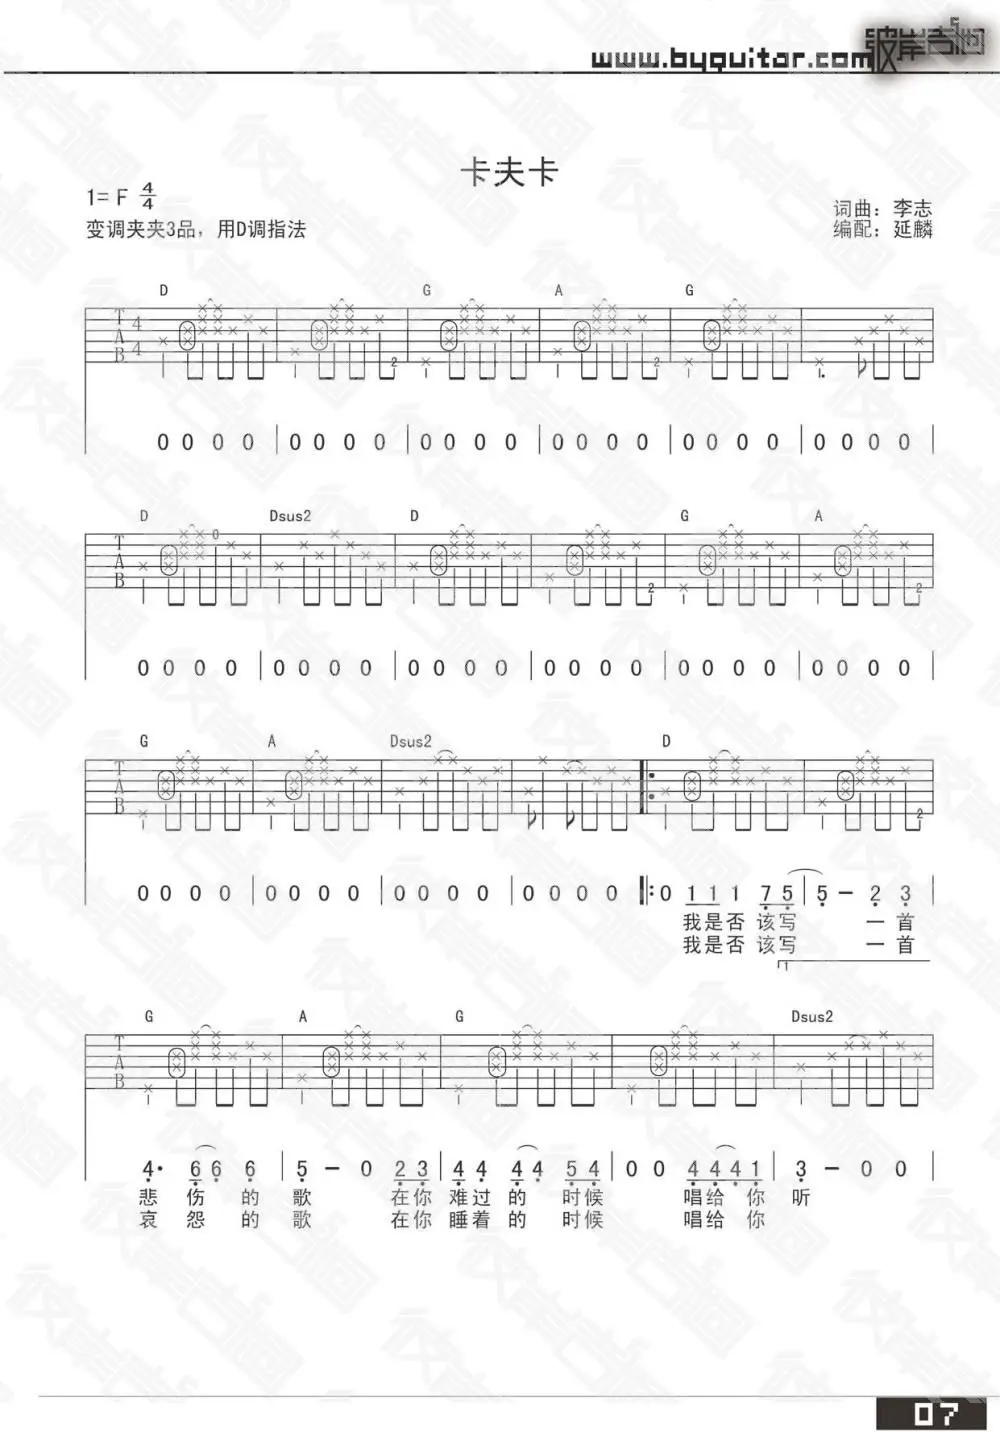 www.byguitar.com
卡夫卡
1= F 4/4
变调夹夹3品，用D调指法
词曲：李志
编配：延麟
D G A G
T A B 4 4 2 2
0 0 0 0 | 0 0 0 0 | 0 0 0 0 | 0 0 0 0 | 0 0 0 0 | 0 0 0 0 |
D Dsus2 D G A
T A B 0 2 2
0 0 0 0 | 0 0 0 0 | 0 0 0 0 | 0 0 0 0 | 0 0 0 0 | 0 0 0 0 |
G A Dsus2 D
T A B 2
0 0 0 0 | 0 0 0 0 | 0 0 0 0 | 0 0 0 0 |: 0 1 1 1 7 5 | 5 - 2 3 |
我是否 该写 一 首
我是否 该写 一 首
G A G Dsus2
T A B
4· 6 6 6 | 5 - 0 2 3 | 4 4 4 4 5 4 | 0 0 4 4 4 1 | 3 - 0 0 |
悲 伤 的 歌 在你 难过 的 时候 唱给 你 听
哀 怨 的 歌 在你 睡着 的 时候 唱给 你
07